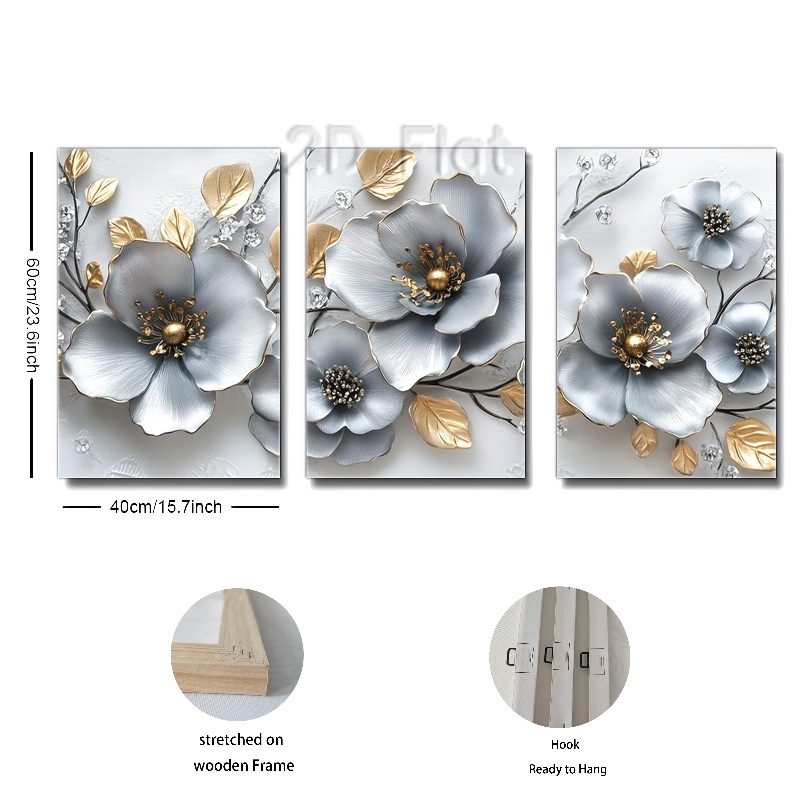 2D Flat
60cm/23.6inch
40cm/15.7inch
stretched on
wooden Frame
Hook
Ready to Hang